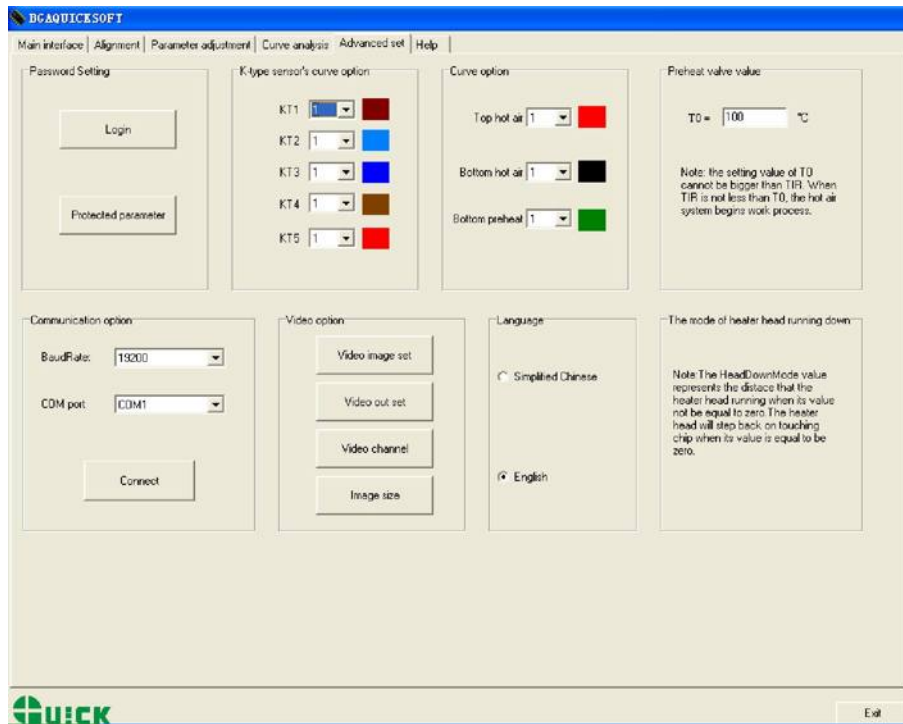 BGAQUICKSOFT
Main interface Alignment Parameter adjustment Curve analysis Advanced set Help
Password Setting
Login
Protected parameter
K-type sensor's curve option
KT1 1
KT2 1
KT3 1
KT4 1
KT5 1
Curve option
Top hot air 1
Bottom hot air 1
Bottom preheat 1
Preheat valve value
T0 = 100 °C
Note: the setting value of T0
cannot be bigger than TIR. When
TIR is not less than T0, the hot air
system begins work process.
Communication option
BaudRate: 19200
COM port COM1
Connect
Video option
Video image set
Video out set
Video channel
Image size
Language
Simplified Chinese
English
The mode of heater head running down
Note:The HeadDownMode value
represents the distace that the
heater head running when its value
not be equal to zero.The heater
head will step back on touching
chip when its value is equal to be
zero.
QUICK
Exit